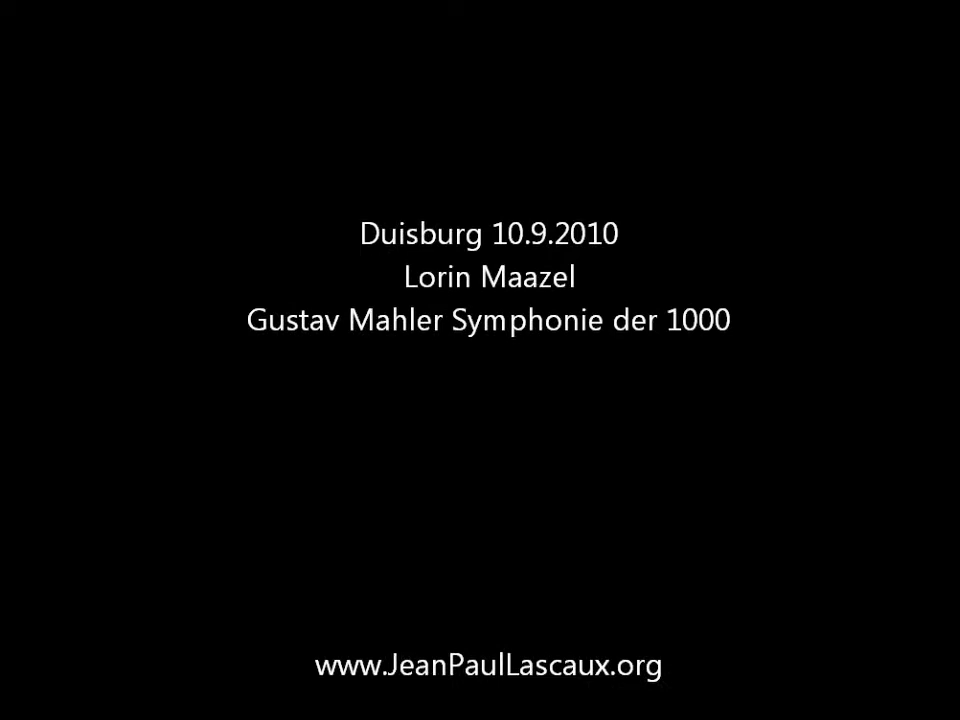 Duisburg 10.9.2010
Lorin Maazel
Gustav Mahler Symphonie der 1000
www.JeanPaulLascaux.org